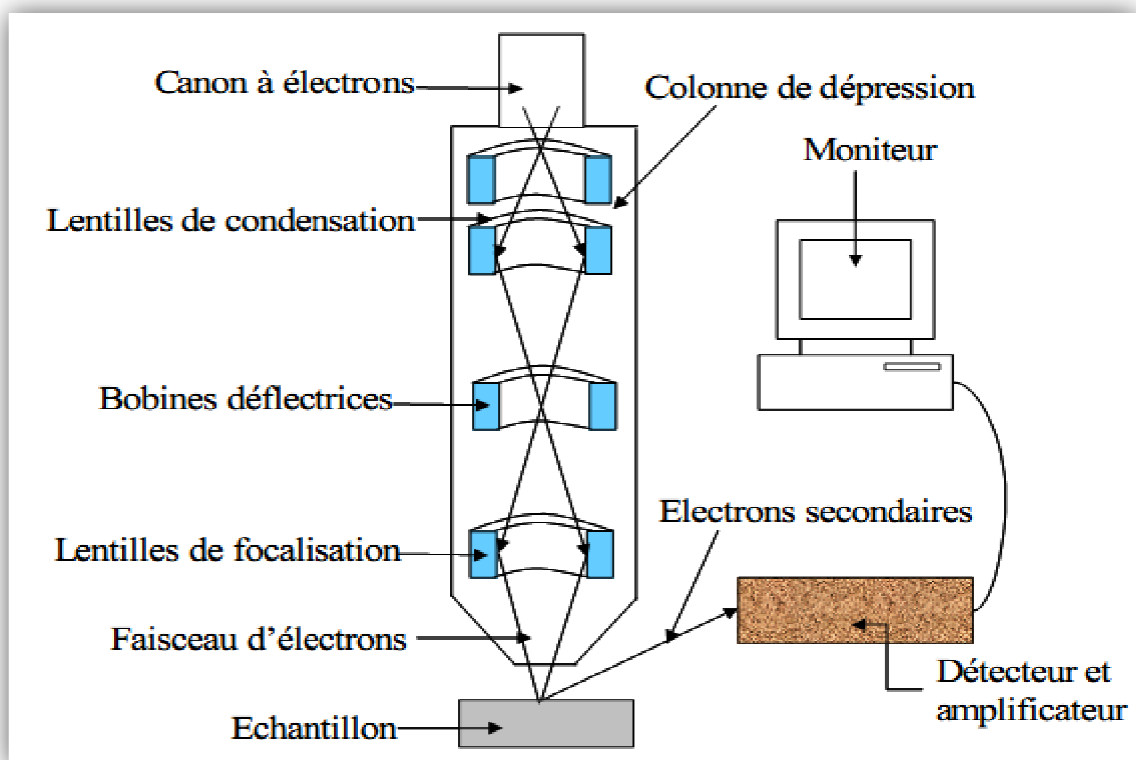 Canon à électrons
Colonne de dépression
Moniteur
Lentilles de condensation
Bobines déflectrices
Electrons secondaires
Lentilles de focalisation
Faisceau d'électrons
Détecteur et
amplificateur
Echantillon